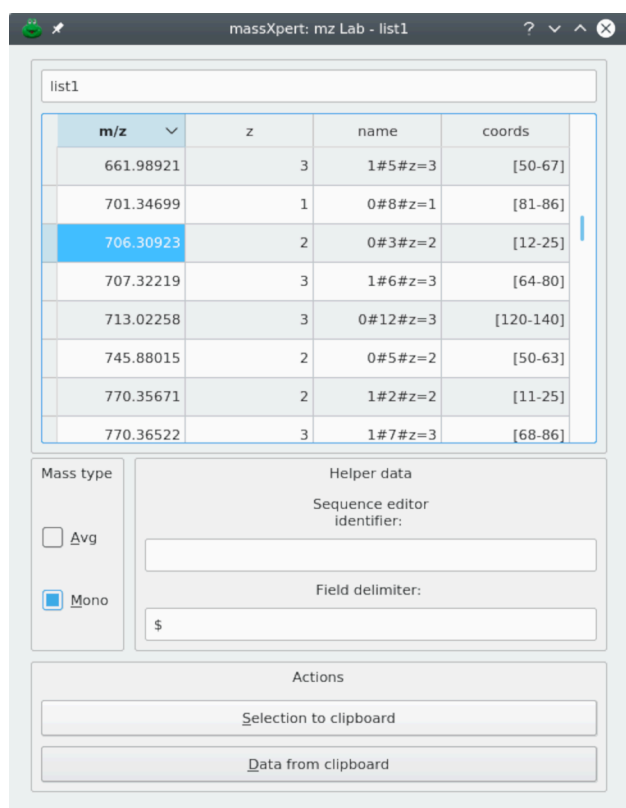 massXpert: mz Lab - list1
list1
m/z z name coords
661.98921 3 1#5#z=3 [50-67]
701.34699 1 0#8#z=1 [81-86]
706.30923 2 0#3#z=2 [12-25]
707.32219 3 1#6#z=3 [64-80]
713.02258 3 0#12#z=3 [120-140]
745.88015 2 0#5#z=2 [50-63]
770.35671 2 1#2#z=2 [11-25]
770.36522 3 1#7#z=3 [68-86]
Mass type
Avg
Mono
Helper data
Sequence editor
identifier:
Field delimiter:
$
Actions
Selection to clipboard
Data from clipboard